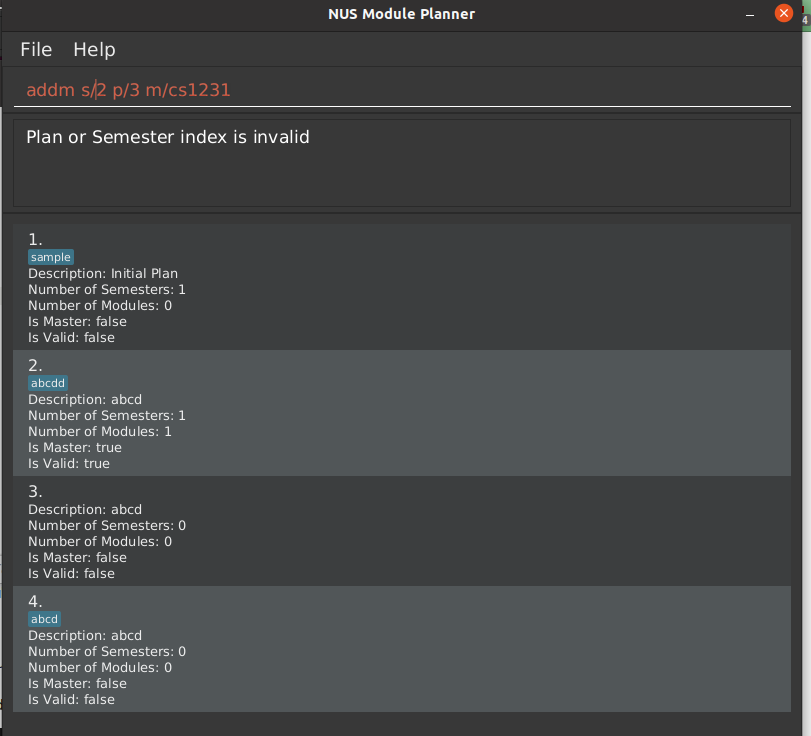 NUS Module Planner
File Help
addm s/2 p/3 m/cs1231
Plan or Semester index is invalid
1.
sample
Description: Initial Plan
Number of Semesters: 1
Number of Modules: 0
Is Master: false
Is Valid: false
2.
abcdd
Description: abcd
Number of Semesters: 1
Number of Modules: 1
Is Master: true
Is Valid: true
3.
Description: abcd
Number of Semesters: 0
Number of Modules: 0
Is Master: false
Is Valid: false
4.
abcd
Description: abcd
Number of Semesters: 0
Number of Modules: 0
Is Master: false
Is Valid: false